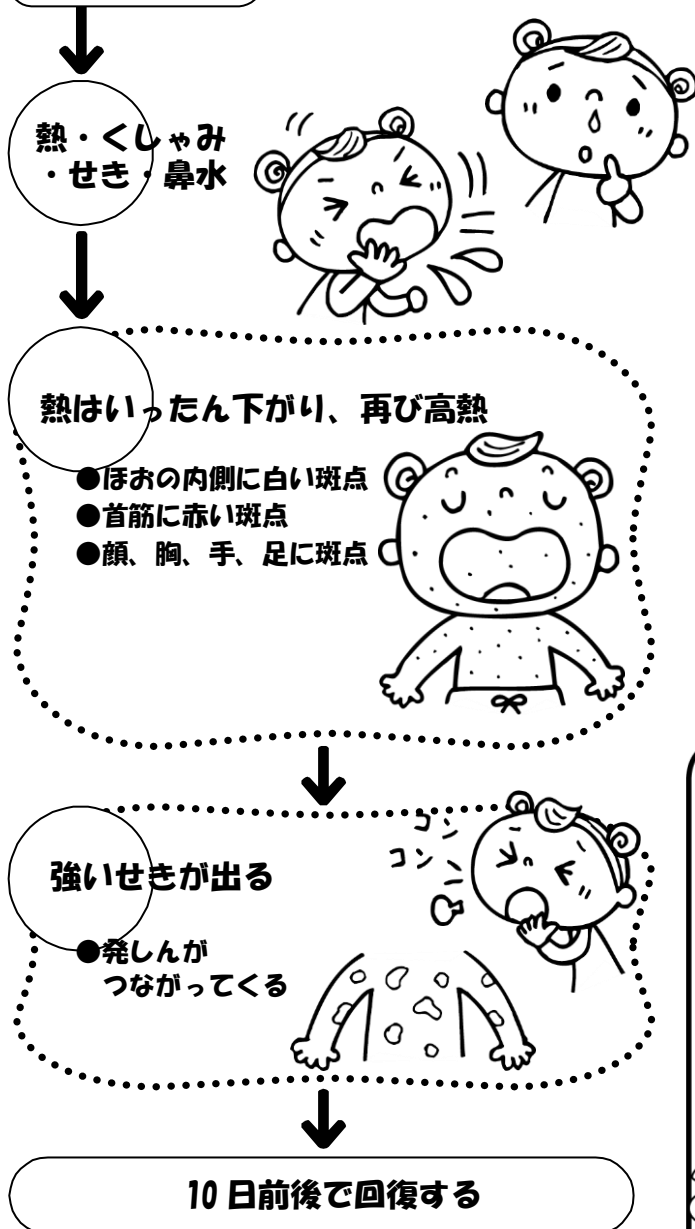 熱・くしゃみ
・せき・鼻水
熱はいったん下がり、再び高熱
●ほおの内側に白い斑点
●首筋に赤い斑点
●顔、胸、手、足に斑点
コン
コン
強いせきが出る
●発しんが
つながってくる
10日前後で回復する